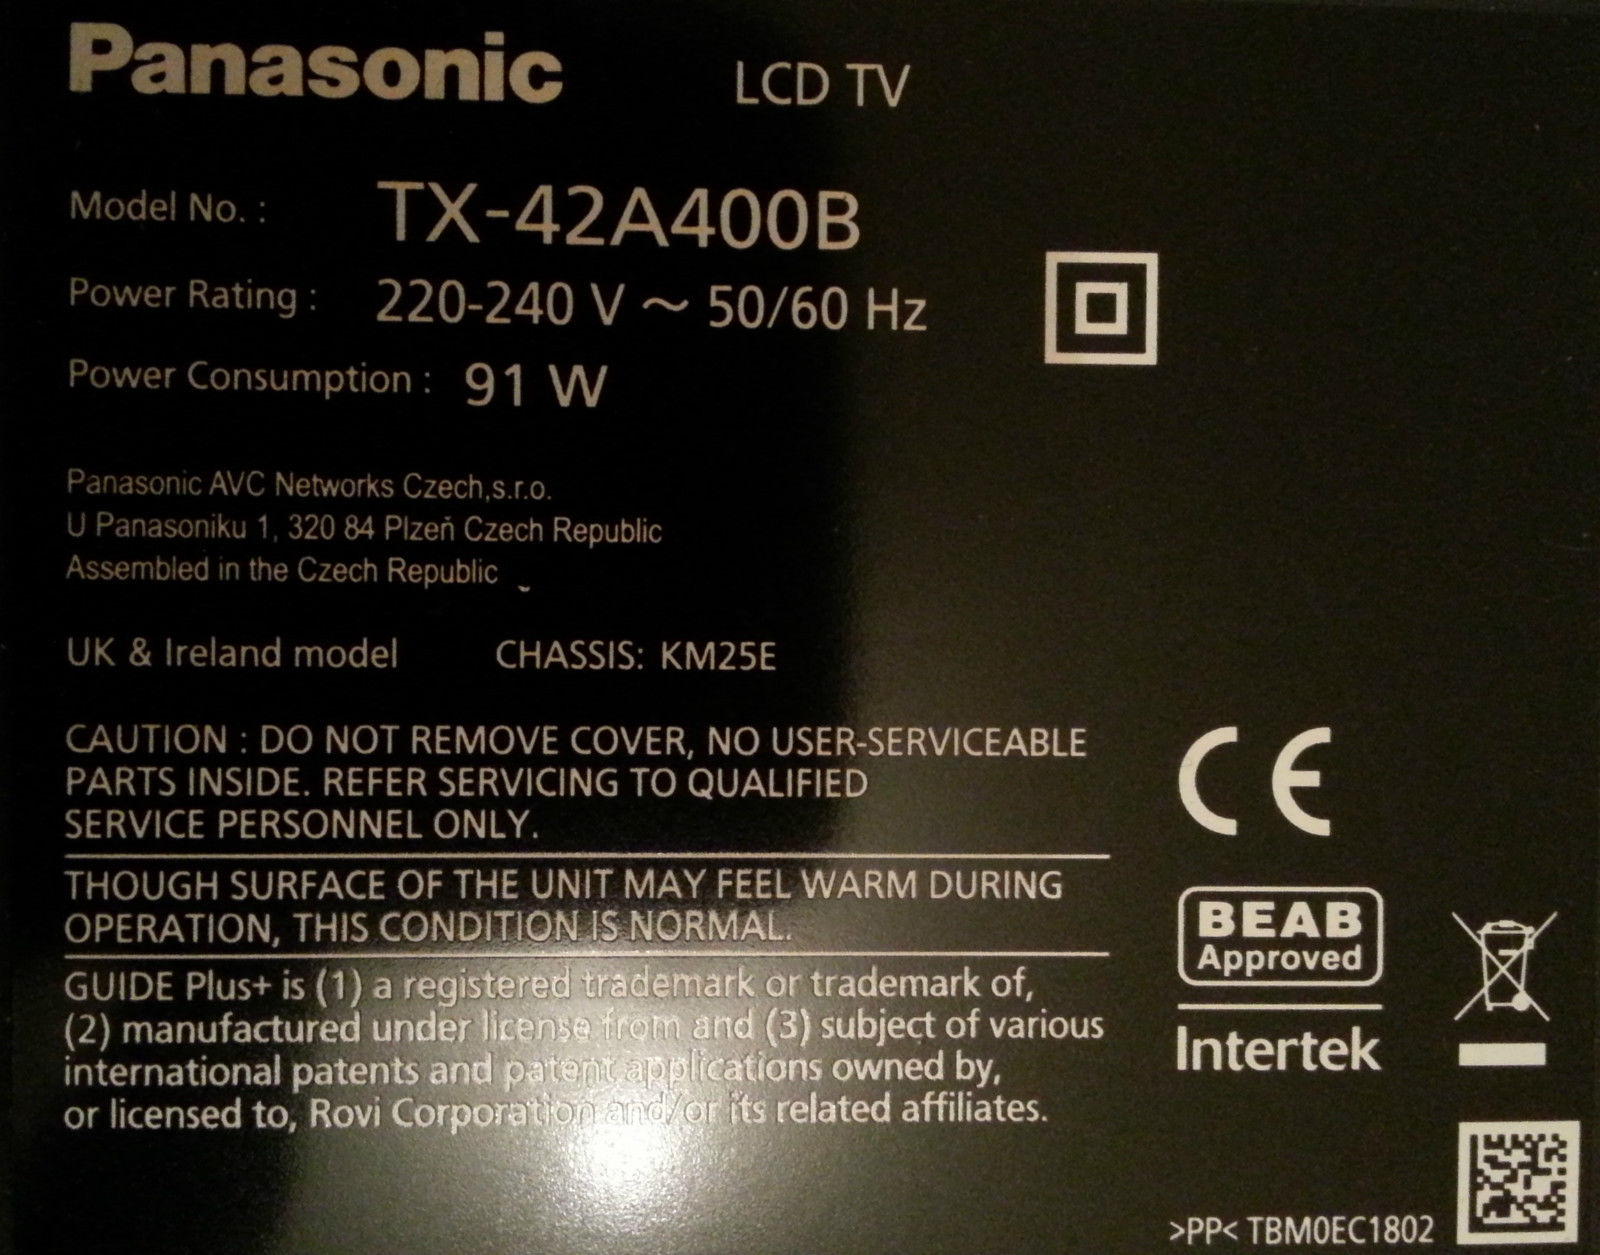 Panasonic LCD TV
Model No. : TX-42A400B
Power Rating : 220-240 V ~ 50/60 Hz
Power Consumption : 91 W
Panasonic AVC Networks Czech,s.r.o.
U Panasoniku 1, 320 84 Plzeň Czech Republic
Assembled in the Czech Republic
UK & Ireland model CHASSIS: KM25E
CAUTION : DO NOT REMOVE COVER, NO USER-SERVICEABLE
PARTS INSIDE. REFER SERVICING TO QUALIFIED
SERVICE PERSONNEL ONLY.
THOUGH SURFACE OF THE UNIT MAY FEEL WARM DURING
OPERATION, THIS CONDITION IS NORMAL.
GUIDE Plus+ is (1) a registered trademark or trademark of,
(2) manufactured under license from and (3) subject of various
international patents and patent applications owned by,
or licensed to, Rovi Corporation and/or its related affiliates.
CE
BEAB
Approved
Intertek
>PP< TBM0EC1802